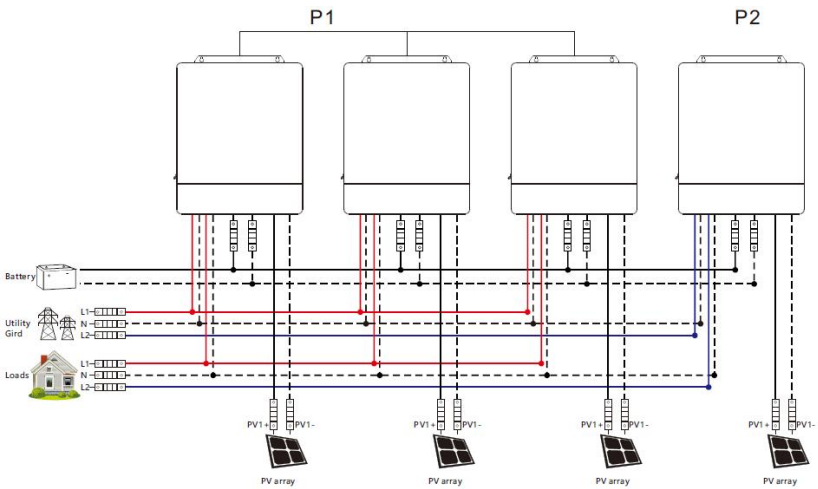 P1
P2
Battery
Utility
Gird
L1
N
L2
Loads
L1
N
L2
PV1+
PV1-
PV1+
PV1-
PV1+
PV1-
PV1+
PV1-
PV array
PV array
PV array
PV array